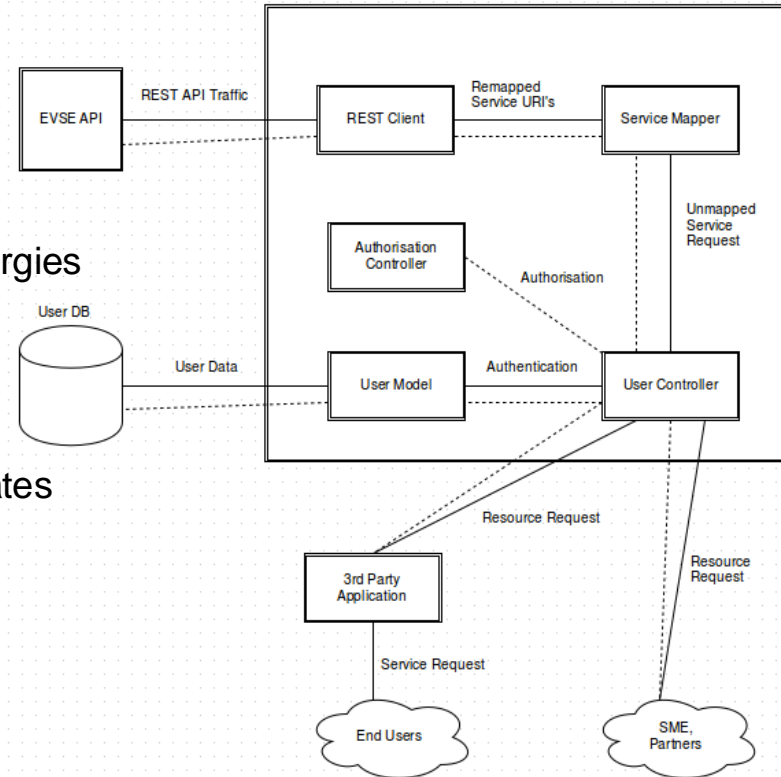 EVSE API
REST API Traffic
REST Client
Remapped
Service URI's
Service Mapper
Unmapped
Service
Request
rgies
Authorisation
Controller
Authorisation
User DB
User Data
User Model
Authentication
User Controller
ates
Resource Request
3rd Party
Application
Resource
Request
Service Request
End Users
SME,
Partners